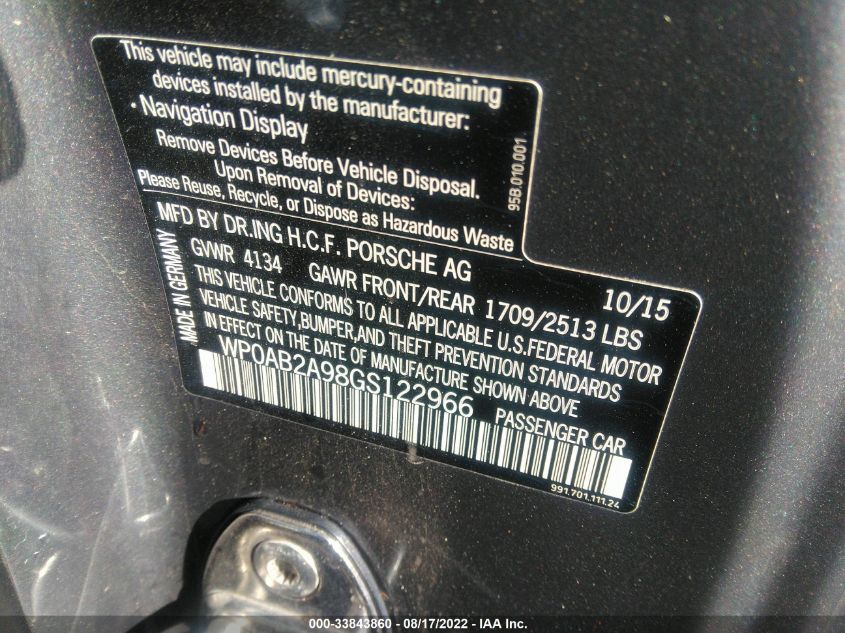 This vehicle may include mercury-containing
devices installed by the manufacturer:
• Navigation Display
Remove Devices Before Vehicle Disposal.
Upon Removal of Devices:
Please Reuse, Recycle, or Dispose as Hazardous Waste
95B.010.001
MFD BY DR.ING H.C.F. PORSCHE AG 10/15
GVWR 4134 GAWR FRONT/REAR 1709/2513 LBS
THIS VEHICLE CONFORMS TO ALL APPLICABLE U.S.FEDERAL MOTOR
VEHICLE SAFETY,BUMPER,AND THEFT PREVENTION STANDARDS
IN EFFECT ON THE DATE OF MANUFACTURE SHOWN ABOVE
MADE IN GERMANY
WP0AB2A98GS122966 PASSENGER CAR
991.701.111.24
000-33843860 - 08/17/2022 - IAA Inc.